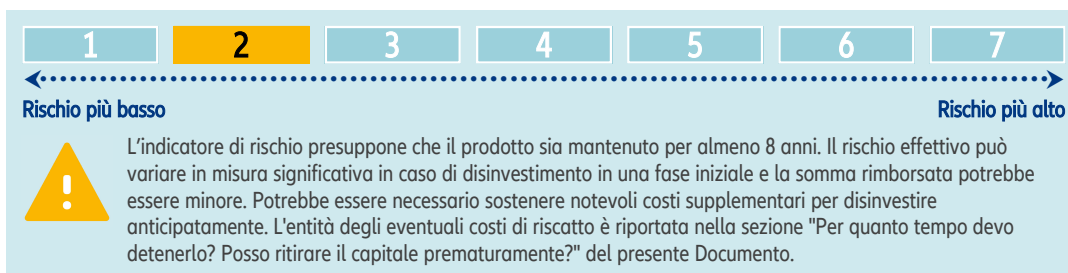 1 2 3 4 5 6 7
Rischio più basso Rischio più alto
L'indicatore di rischio presuppone che il prodotto sia mantenuto per almeno 8 anni. Il rischio effettivo può
variare in misura significativa in caso di disinvestimento in una fase iniziale e la somma rimborsata potrebbe
essere minore. Potrebbe essere necessario sostenere notevoli costi supplementari per disinvestire
anticipatamente. L'entità degli eventuali costi di riscatto è riportata nella sezione "Per quanto tempo devo
detenerlo? Posso ritirare il capitale prematuramente?" del presente Documento.